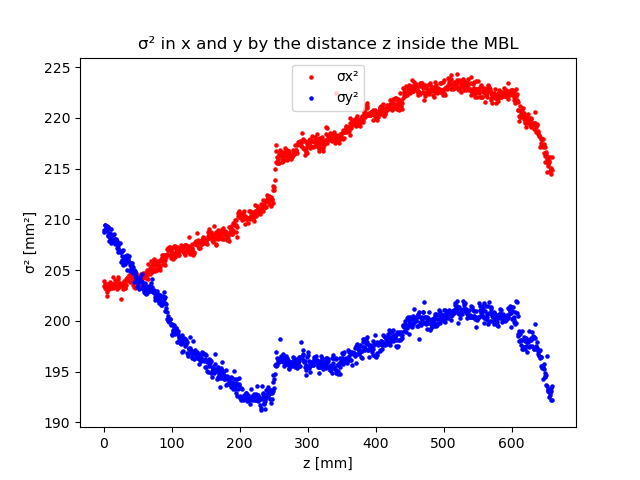 σ² in x and y by the distance z inside the MBL
σx²
σy²
σ² [mm²]
225
220
215
210
205
200
195
190
0 100 200 300 400 500 600
z [mm]